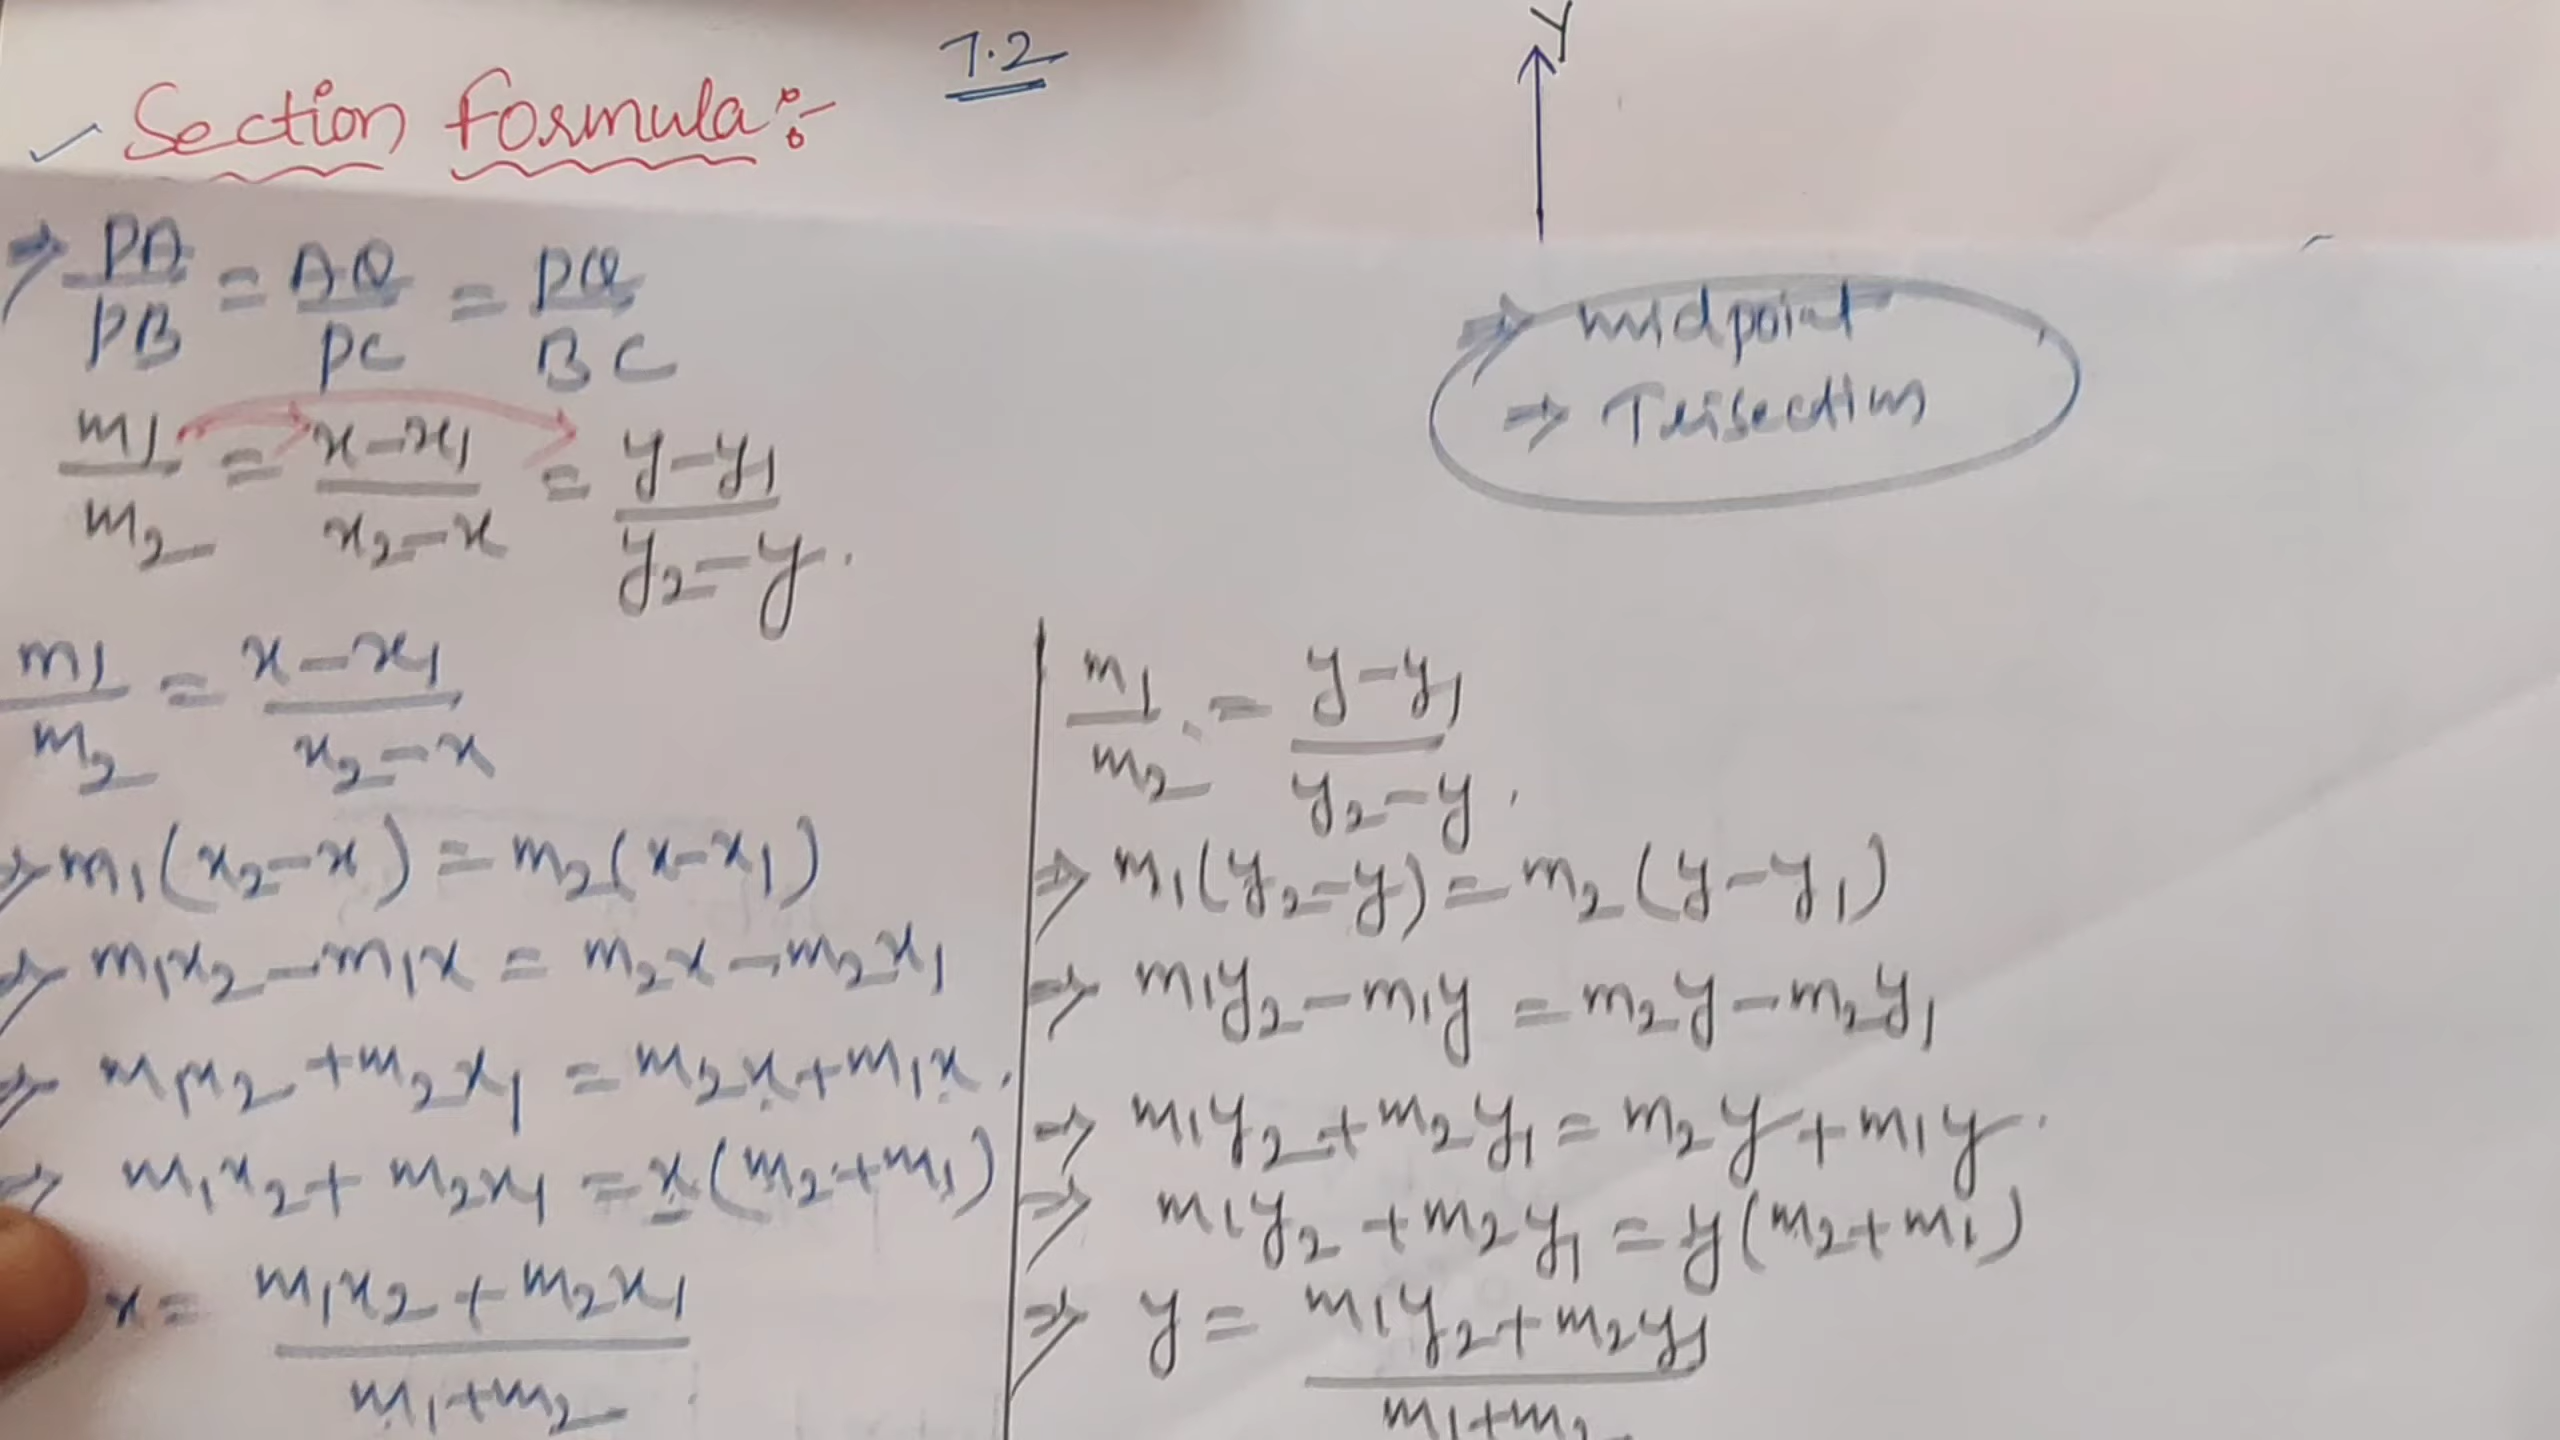 7.2
Section formula:-
Y
⇒ PA/PB = AQ/PC = PQ/BC
⇒ midpoint
⇒ Trisection
m₁/m₂ = x-x₁/x₂-x = y-y₁/y₂-y.
m₁/m₂ = x-x₁/x₂-x
⇒ m₁(x₂-x) = m₂(x-x₁)
⇒ m₁x₂-m₁x = m₂x-m₂x₁
⇒ m₁x₂+m₂x₁ = m₂x+m₁x.
⇒ m₁x₂+m₂x₁ = x(m₂+m₁)
x = m₁x₂+m₂x₁/m₁+m₂
m₁/m₂ = y-y₁/y₂-y.
⇒ m₁(y₂-y) = m₂(y-y₁)
⇒ m₁y₂-m₁y = m₂y-m₂y₁
⇒ m₁y₂+m₂y₁ = m₂y+m₁y.
⇒ m₁y₂+m₂y₁ = y(m₂+m₁)
⇒ y = m₁y₂+m₂y₁/m₁+m₂